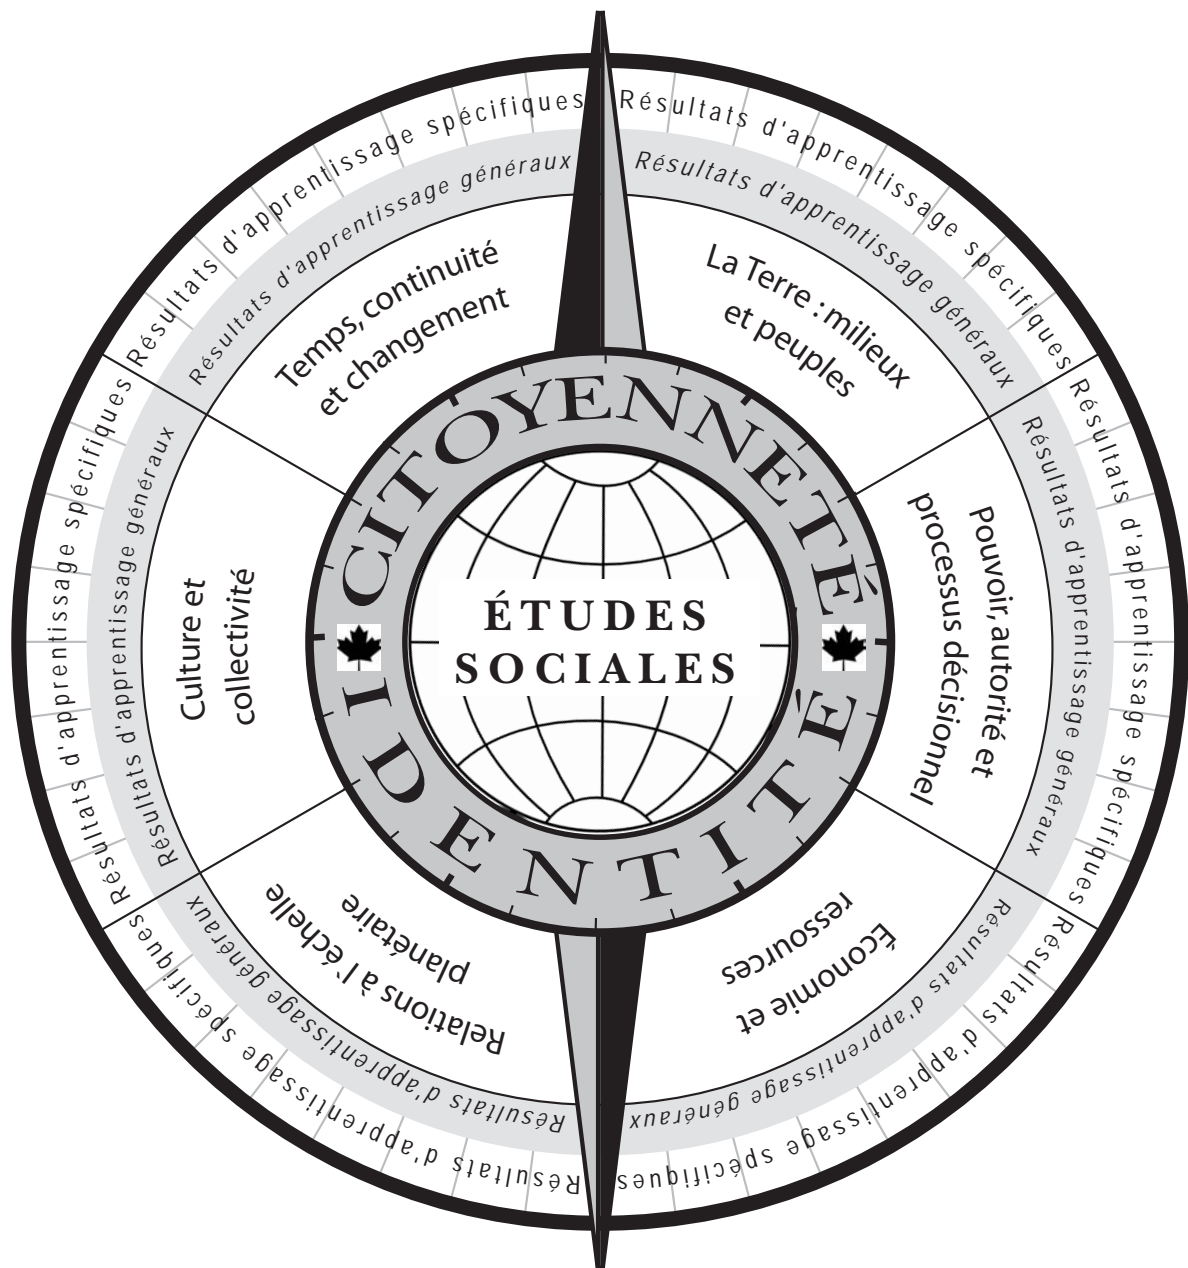 ÉTUDES
SOCIALES
CITOYENNETÉ
IDENTITÉ
La Terre : milieux
et peuples
Résultats d'apprentissage généraux
Résultats d'apprentissage spécifiques
Pouvoir, autorité et
processus décisionnel
Résultats d'apprentissage généraux
Résultats d'apprentissage spécifiques
Économie et
ressources
Résultats d'apprentissage généraux
Résultats d'apprentissage spécifiques
Relations à l'échelle
planétaire
Résultats d'apprentissage généraux
Résultats d'apprentissage spécifiques
Culture et
collectivité
Résultats d'apprentissage généraux
Résultats d'apprentissage spécifiques
Temps, continuité
et changement
Résultats d'apprentissage généraux
Résultats d'apprentissage spécifiques